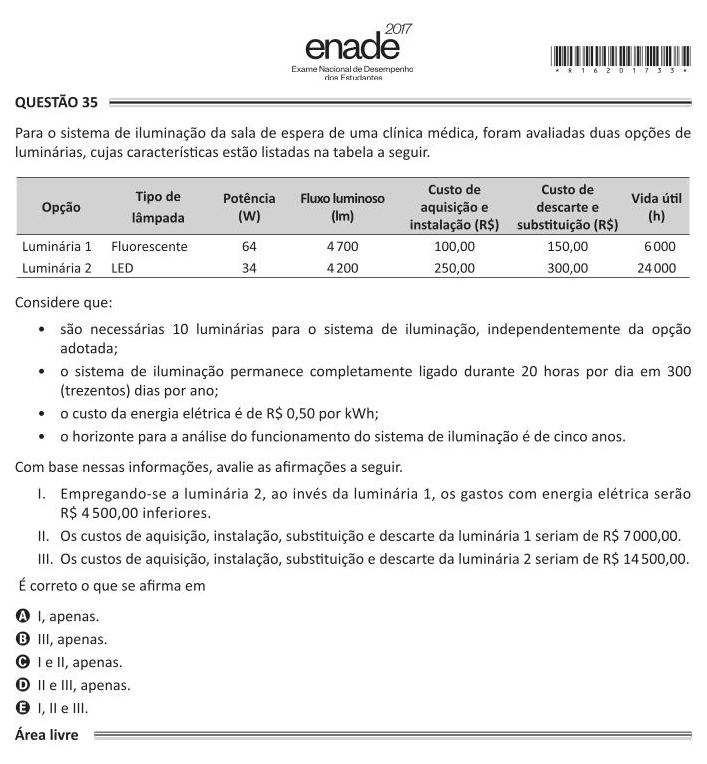 2017
enade
Exame Nacional de Desempenho
dos Estudantes
* R 1 6 2 0 1 7 3 3 *
QUESTÃO 35
Para o sistema de iluminação da sala de espera de uma clínica médica, foram avaliadas duas opções de
luminárias, cujas características estão listadas na tabela a seguir.
Opção Tipo de lâmpada Potência (W) Fluxo luminoso (lm) Custo de aquisição e instalação (R$) Custo de descarte e substituição (R$) Vida útil (h)
Luminária 1 Fluorescente 64 4 700 100,00 150,00 6 000
Luminária 2 LED 34 4 200 250,00 300,00 24 000
Considere que:
• são necessárias 10 luminárias para o sistema de iluminação, independentemente da opção
adotada;
• o sistema de iluminação permanece completamente ligado durante 20 horas por dia em 300
(trezentos) dias por ano;
• o custo da energia elétrica é de R$ 0,50 por kWh;
• o horizonte para a análise do funcionamento do sistema de iluminação é de cinco anos.
Com base nessas informações, avalie as afirmações a seguir.
I. Empregando-se a luminária 2, ao invés da luminária 1, os gastos com energia elétrica serão
R$ 4 500,00 inferiores.
II. Os custos de aquisição, instalação, substituição e descarte da luminária 1 seriam de R$ 7 000,00.
III. Os custos de aquisição, instalação, substituição e descarte da luminária 2 seriam de R$ 14 500,00.
É correto o que se afirma em
A I, apenas.
B III, apenas.
C I e II, apenas.
D II e III, apenas.
E I, II e III.
Área livre